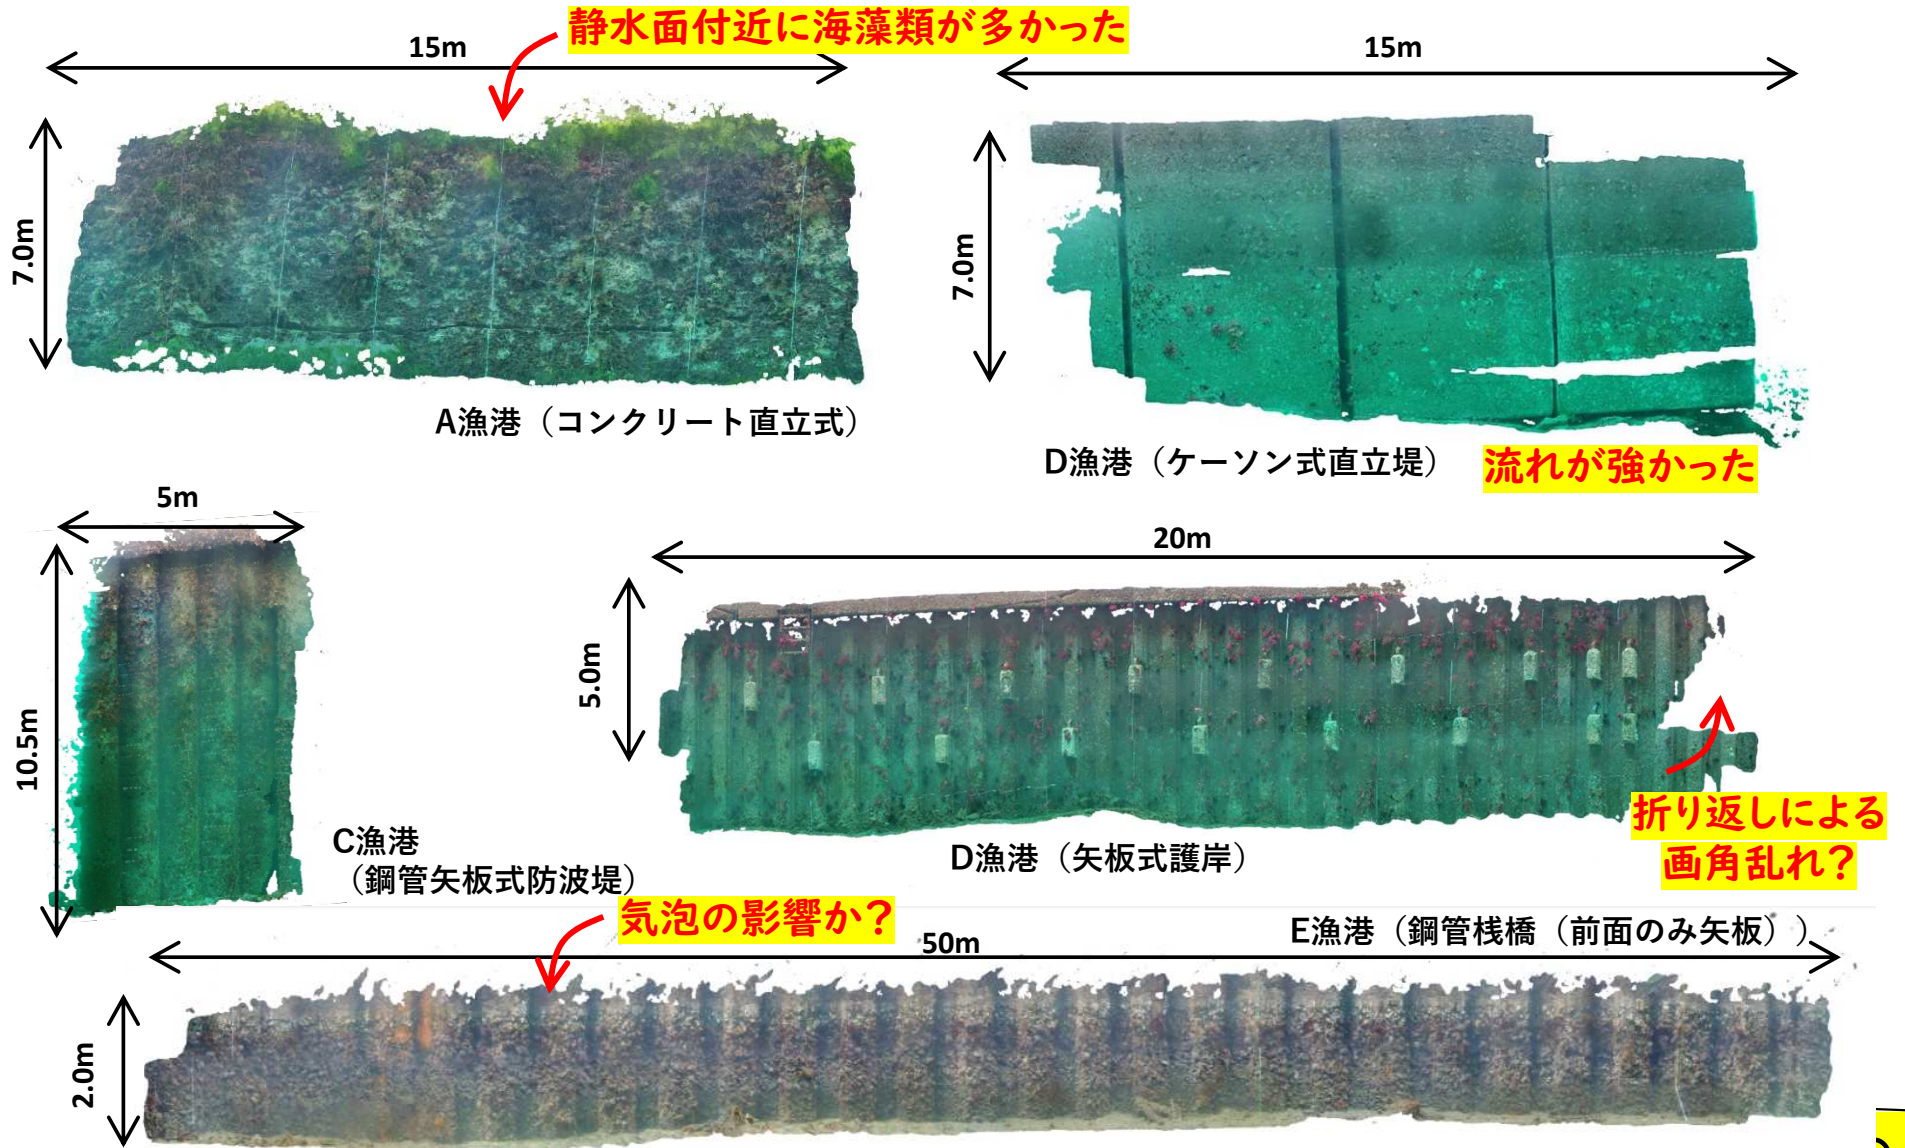 静水面付近に海藻類が多かった
15m
7.0m
A漁港（コンクリート直立式）
15m
7.0m
D漁港（ケーソン式直立堤）
流れが強かった
5m
10.5m
C漁港
（鋼管矢板式防波堤）
20m
5.0m
D漁港（矢板式護岸）
折り返しによる
画角乱れ？
気泡の影響か？
E漁港（鋼管桟橋（前面のみ矢板））
50m
2.0m